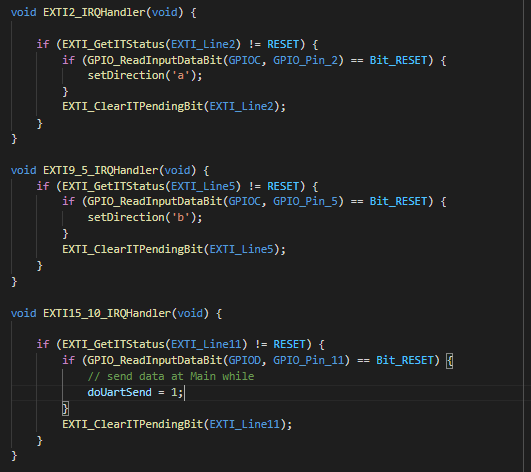 void EXTI2_IRQHandler(void) {
if (EXTI_GetITStatus(EXTI_Line2) != RESET) {
if (GPIO_ReadInputDataBit(GPIOC, GPIO_Pin_2) == Bit_RESET) {
setDirection('a');
}
EXTI_ClearITPendingBit(EXTI_Line2);
}
}
void EXTI9_5_IRQHandler(void) {
if (EXTI_GetITStatus(EXTI_Line5) != RESET) {
if (GPIO_ReadInputDataBit(GPIOC, GPIO_Pin_5) == Bit_RESET) {
setDirection('b');
}
EXTI_ClearITPendingBit(EXTI_Line5);
}
}
void EXTI15_10_IRQHandler(void) {
if (EXTI_GetITStatus(EXTI_Line11) != RESET) {
if (GPIO_ReadInputDataBit(GPIOD, GPIO_Pin_11) == Bit_RESET) {
// send data at Main while
doUartSend = 1;
}
EXTI_ClearITPendingBit(EXTI_Line11);
}
}